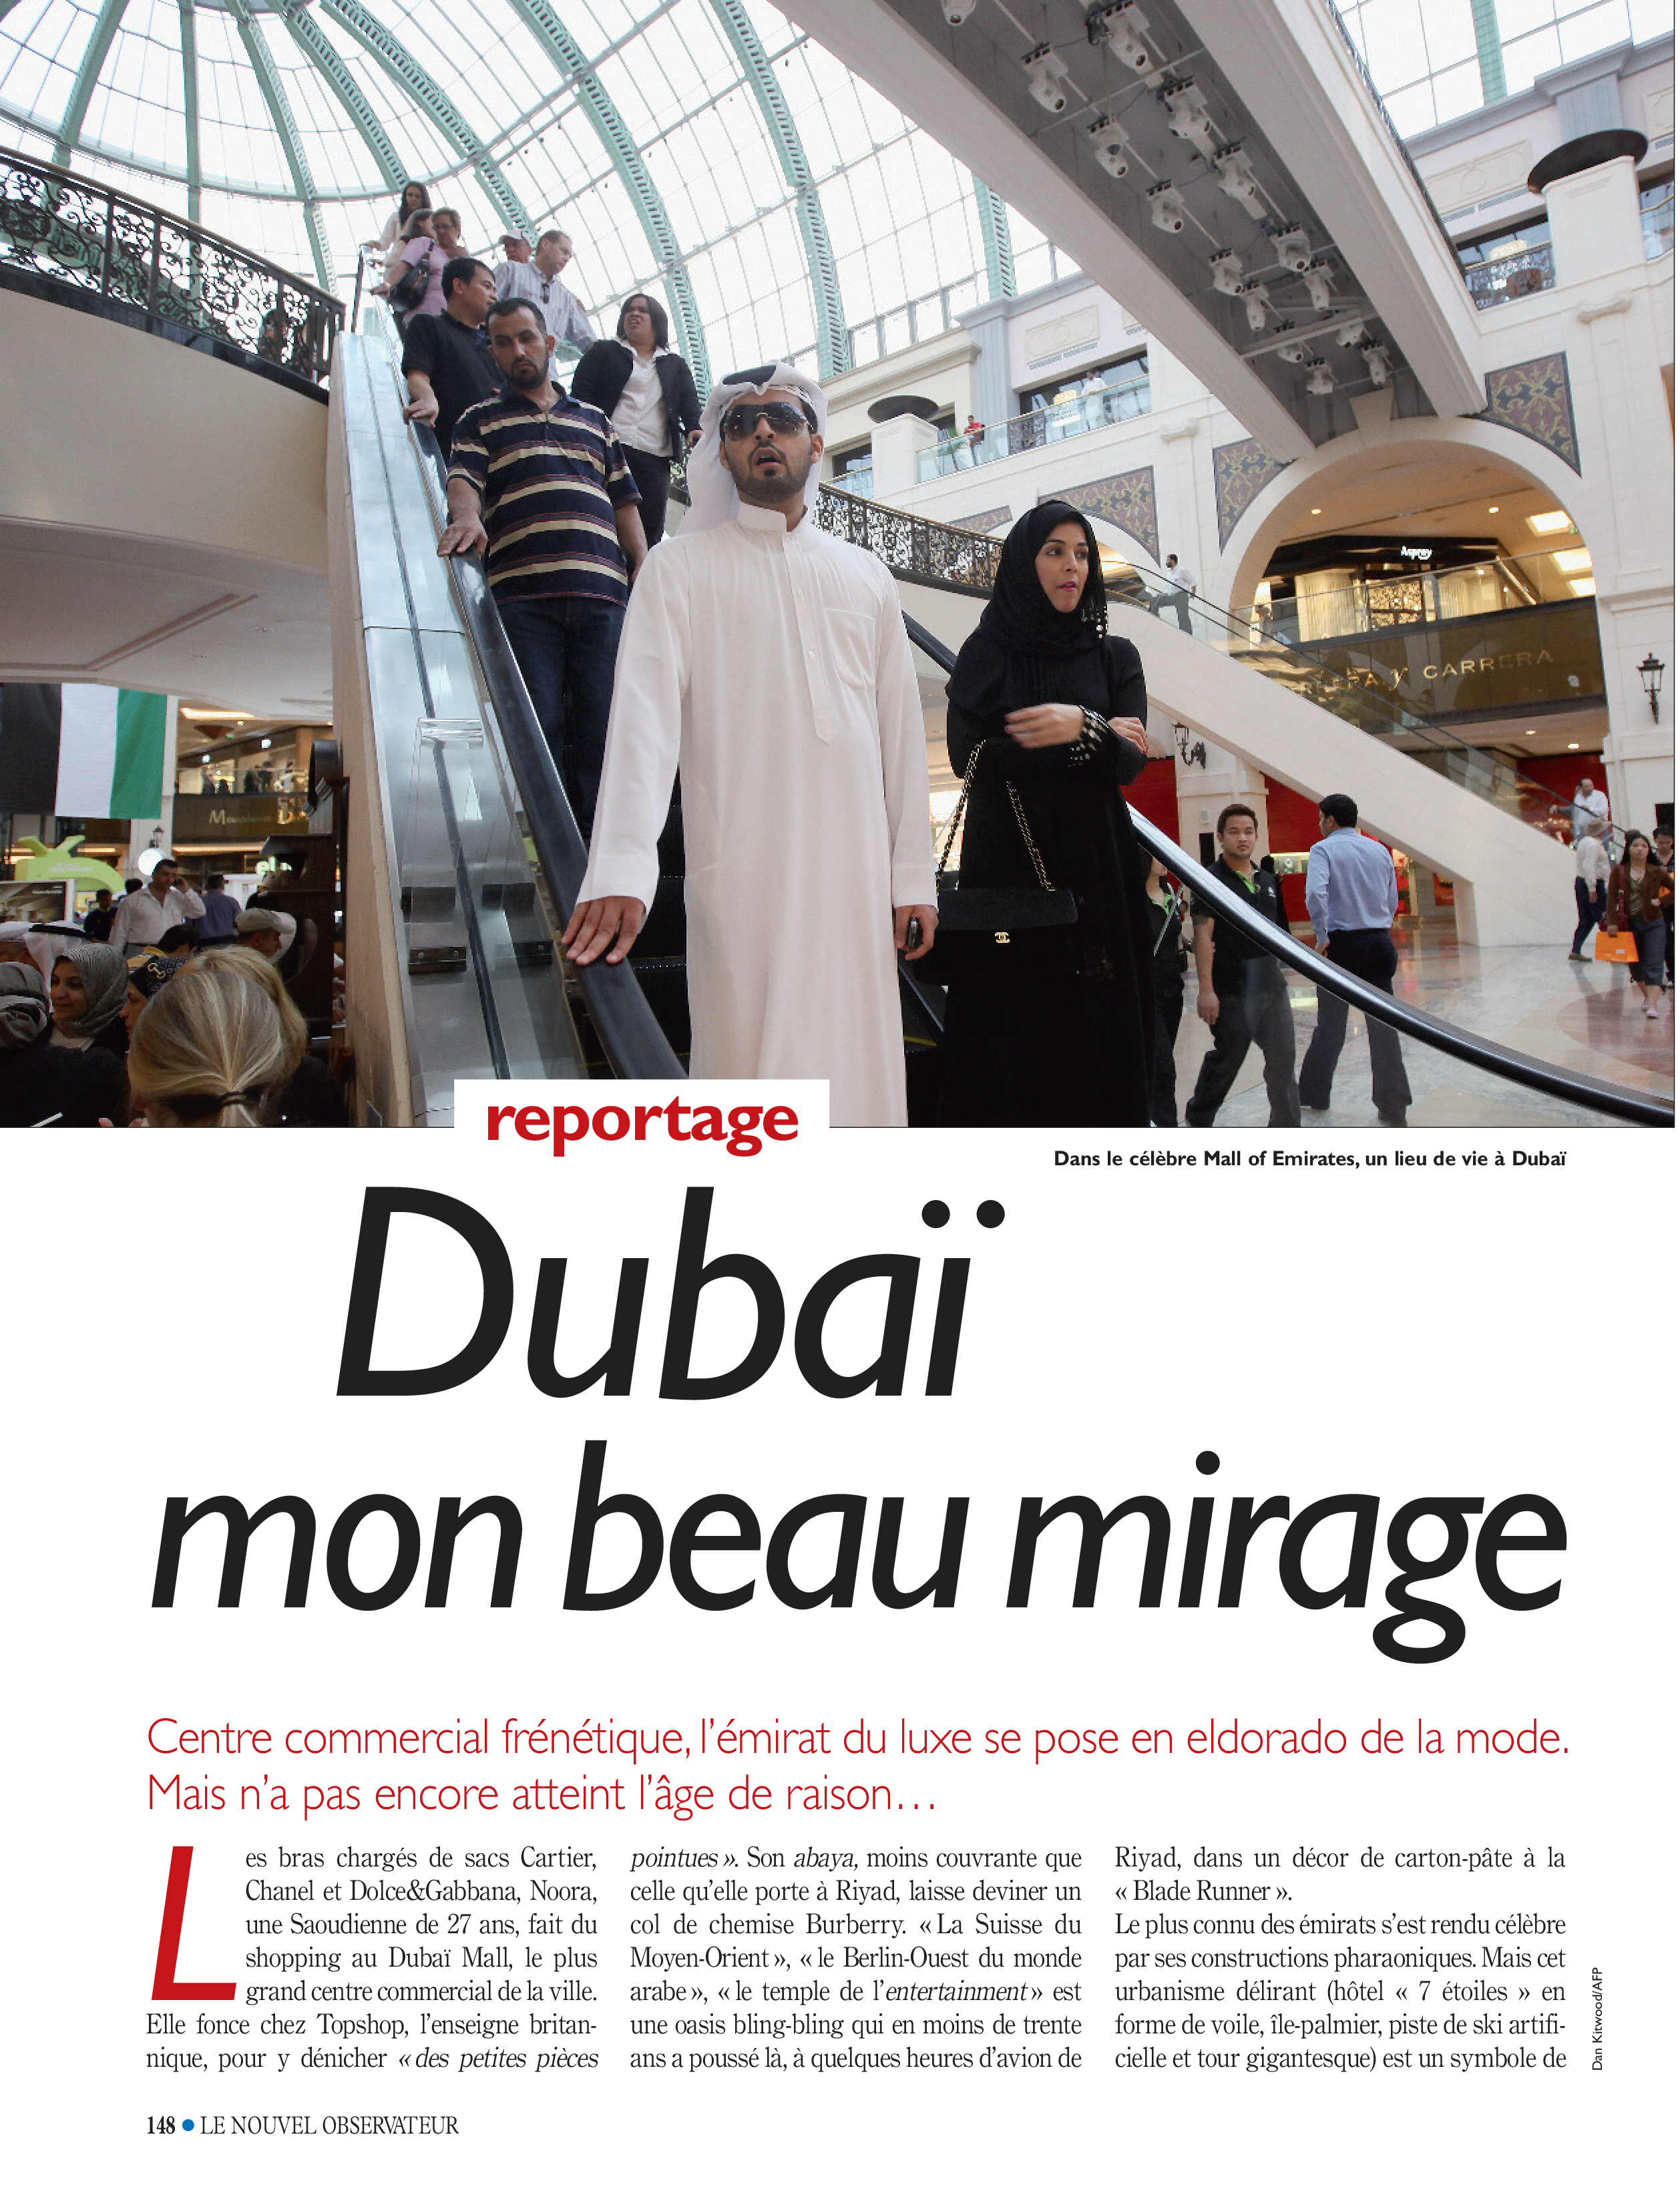 Asprey
CARRERA
reportage
Dans le célèbre Mall of Emirates, un lieu de vie à Dubaï
Dubaï
mon beau mirage
Centre commercial frénétique, l'émirat du luxe se pose en eldorado de la mode.
Mais n'a pas encore atteint l'âge de raison…
Les bras chargés de sacs Cartier,
Chanel et Dolce&Gabbana, Noora,
une Saoudienne de 27 ans, fait du
shopping au Dubaï Mall, le plus
grand centre commercial de la ville.
Elle fonce chez Topshop, l'enseigne britan-
nique, pour y dénicher « des petites pièces
pointues ». Son abaya, moins couvrante que
celle qu'elle porte à Riyad, laisse deviner un
col de chemise Burberry. « La Suisse du
Moyen-Orient », « le Berlin-Ouest du monde
arabe », « le temple de l'entertainment » est
une oasis bling-bling qui en moins de trente
ans a poussé là, à quelques heures d'avion de
Riyad, dans un décor de carton-pâte à la
« Blade Runner ».
Le plus connu des émirats s'est rendu célèbre
par ses constructions pharaoniques. Mais cet
urbanisme délirant (hôtel « 7 étoiles » en
forme de voile, île-palmier, piste de ski artifi-
cielle et tour gigantesque) est un symbole de
Dan Kitwood/AFP
148 • LE NOUVEL OBSERVATEUR